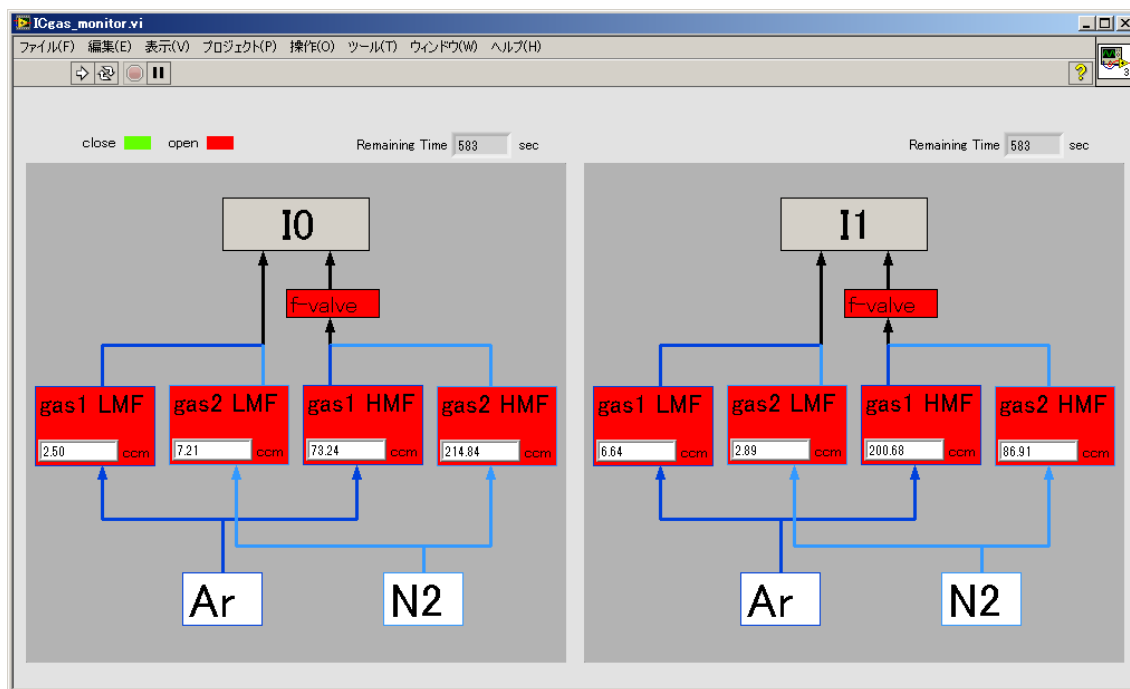 ICgas_monitor.vi
ファイル(F) 編集(E) 表示(V) プロジェクト(P) 操作(O) ツール(T) ウィンドウ(W) ヘルプ(H)
?
3
close open Remaining Time 583 sec
Remaining Time 583 sec
I0
f-valve
gas1 LMF gas2 LMF gas1 HMF gas2 HMF
2.50 ccm 7.21 ccm 73.24 ccm 214.84 ccm
Ar N2
I1
f-valve
gas1 LMF gas2 LMF gas1 HMF gas2 HMF
6.64 ccm 2.89 ccm 200.68 ccm 86.91 ccm
Ar N2